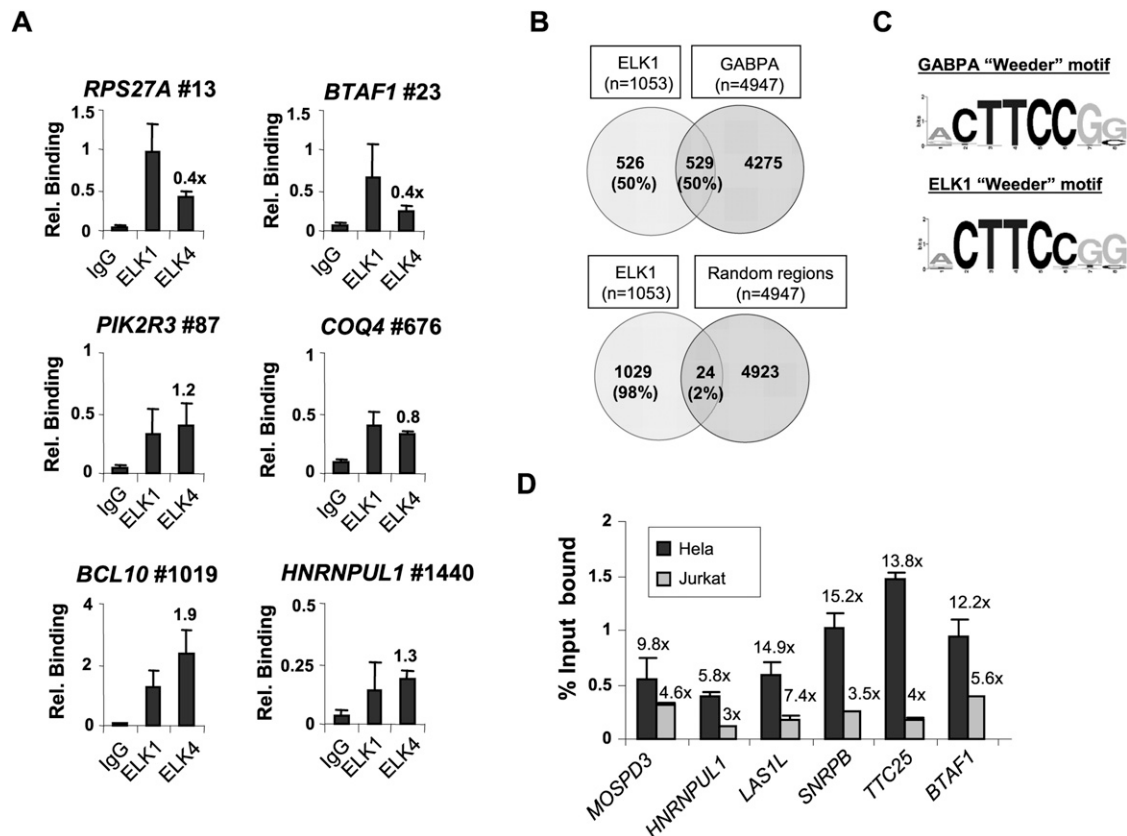 A
RPS27A #13
Rel. Binding
1.5
1
0.5
0
0.4x
IgG
ELK1
ELK4
BTAF1 #23
Rel. Binding
1.5
1
0.5
0
0.4x
IgG
ELK1
ELK4
PIK2R3 #87
Rel. Binding
1
0.5
0
1.2
IgG
ELK1
ELK4
COQ4 #676
Rel. Binding
1
0.5
0
0.8
IgG
ELK1
ELK4
BCL10 #1019
Rel. Binding
4
2
0
1.9
IgG
ELK1
ELK4
HNRNPUL1 #1440
Rel. Binding
0.5
0.25
0
1.3
IgG
ELK1
ELK4
B
ELK1
(n=1053)
GABPA
(n=4947)
526
(50%)
529
(50%)
4275
ELK1
(n=1053)
Random regions
(n=4947)
1029
(98%)
24
(2%)
4923
C
GABPA “Weeder” motif
ACTTCCGG
ELK1 “Weeder” motif
ACTTCCGG
D
% Input bound
2
1.5
1
0.5
0
Hela
Jurkat
9.8x
4.6x
5.8x
3x
14.9x
7.4x
15.2x
3.5x
13.8x
4x
12.2x
5.6x
MOSPD3
HNRNPUL1
LAS1L
SNRPB
TTC25
BTAF1